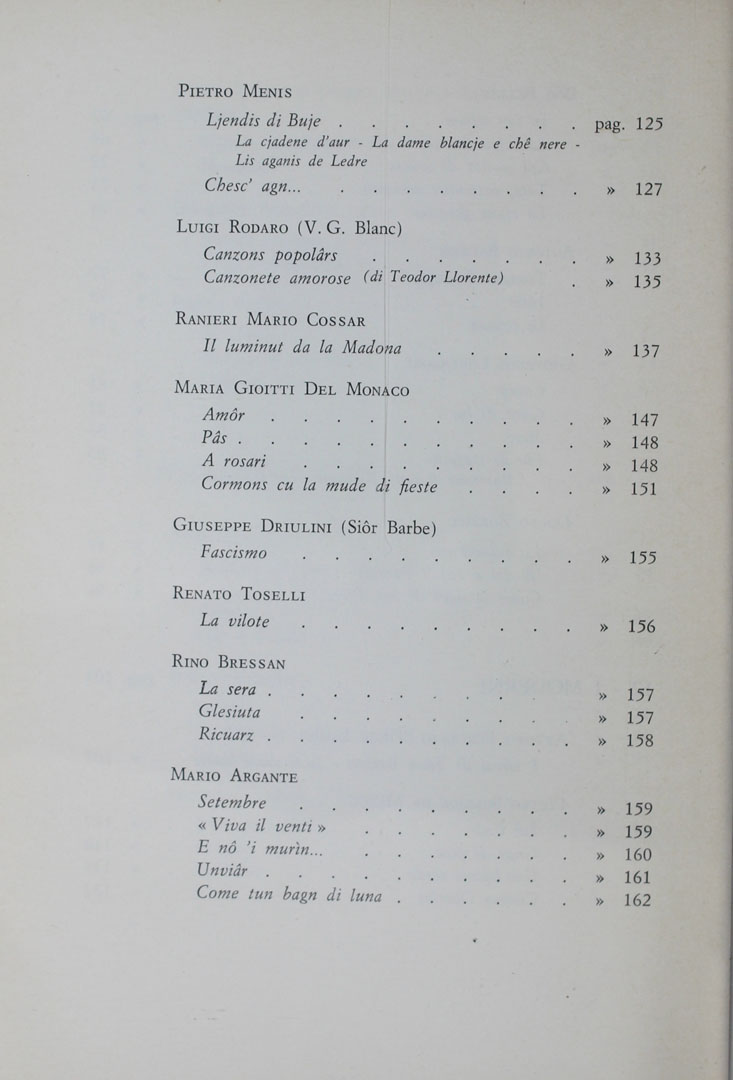 PIETRO MENIS
Ljendis di Buje . . . . . . . . pag. 125
La cjadene d'aur - La dame blancje e chê nere -
Lis aganis de Ledre
Chesc' agn... . . . . . . . . » 127
LUIGI RODARO (V. G. Blanc)
Canzons popolârs . . . . . . . » 133
Canzonete amorose (di Teodor Llorente) . » 135
RANIERI MARIO COSSAR
Il luminut da la Madona . . . . . » 137
MARIA GIOITTI DEL MONACO
Amôr . . . . . . . . . . » 147
Pâs . . . . . . . . . . . » 148
A rosari . . . . . . . . . » 148
Cormons cu la mude di fieste . . . . » 151
GIUSEPPE DRIULINI (Siôr Barbe)
Fascismo . . . . . . . . . » 155
RENATO TOSELLI
La vilote . . . . . . . . . » 156
RINO BRESSAN
La sera . . . . . . . . . . » 157
Glesiuta . . . . . . . . . » 157
Ricuarz . . . . . . . . . . » 158
MARIO ARGANTE
Setembre . . . . . . . . . » 159
« Viva il venti » . . . . . . . » 159
E nô 'i murìn... . . . . . . . » 160
Unviâr . . . . . . . . . . » 161
Come tun bagn di luna . . . . . . » 162